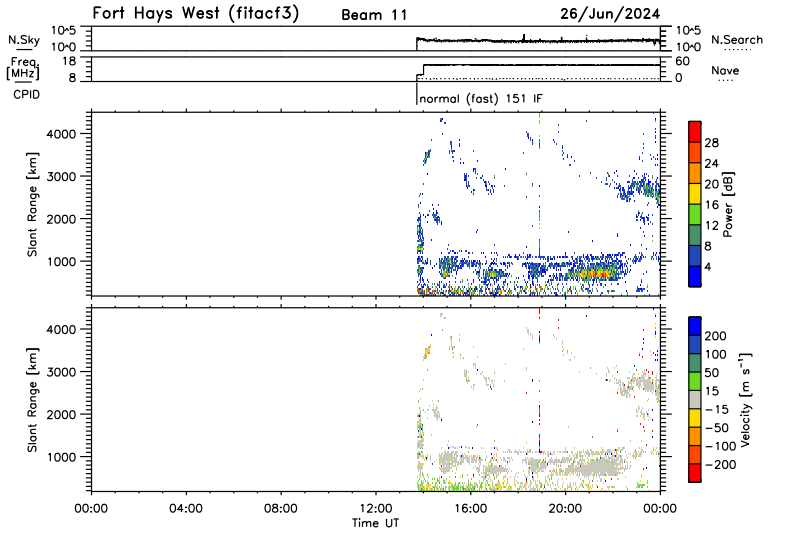 Fort Hays West (fitacf3) Beam 11 26/Jun/2024
N.Sky 10^5 10^0 10^5 10^0 N.Search
Freq. [MHz] 18 8 60 0 Nave
CPID normal (fast) 151 IF
Slant Range [km] 4000 3000 2000 1000
Power [dB] 28 24 20 16 12 8 4
Slant Range [km] 4000 3000 2000 1000
Velocity [m s⁻¹] 200 100 50 15 -15 -50 -100 -200
00:00 04:00 08:00 12:00 16:00 20:00 00:00
Time UT